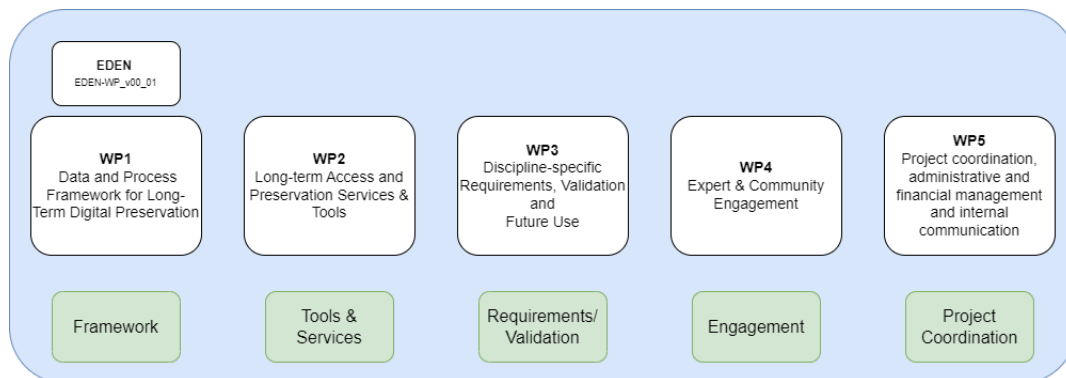 EDEN
EDEN-WP_v00_01
WP1
Data and Process
Framework for Long-
Term Digital Preservation
WP2
Long-term Access and
Preservation Services &
Tools
WP3
Discipline-specific
Requirements, Validation
and
Future Use
WP4
Expert & Community
Engagement
WP5
Project coordination,
administrative and
financial management
and internal
communication
Framework
Tools &
Services
Requirements/
Validation
Engagement
Project
Coordination